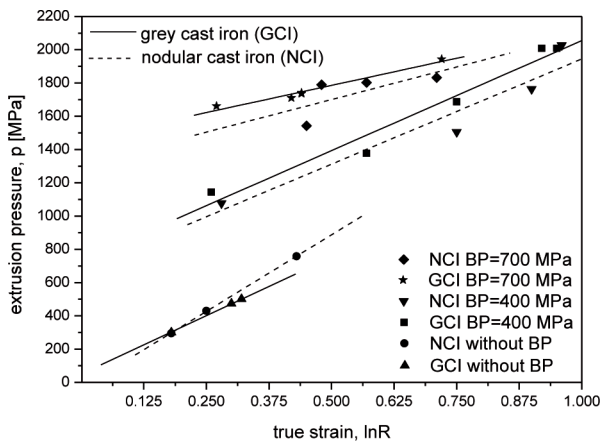 2200
2000
1800
1600
1400
1200
1000
800
600
400
200
0
extrusion pressure, p [MPa]
grey cast iron (GCI)
nodular cast iron (NCI)
NCI BP=700 MPa
GCI BP=700 MPa
NCI BP=400 MPa
GCI BP=400 MPa
NCI without BP
GCI without BP
0.125 0.250 0.375 0.500 0.625 0.750 0.875 1.000
true strain, lnR